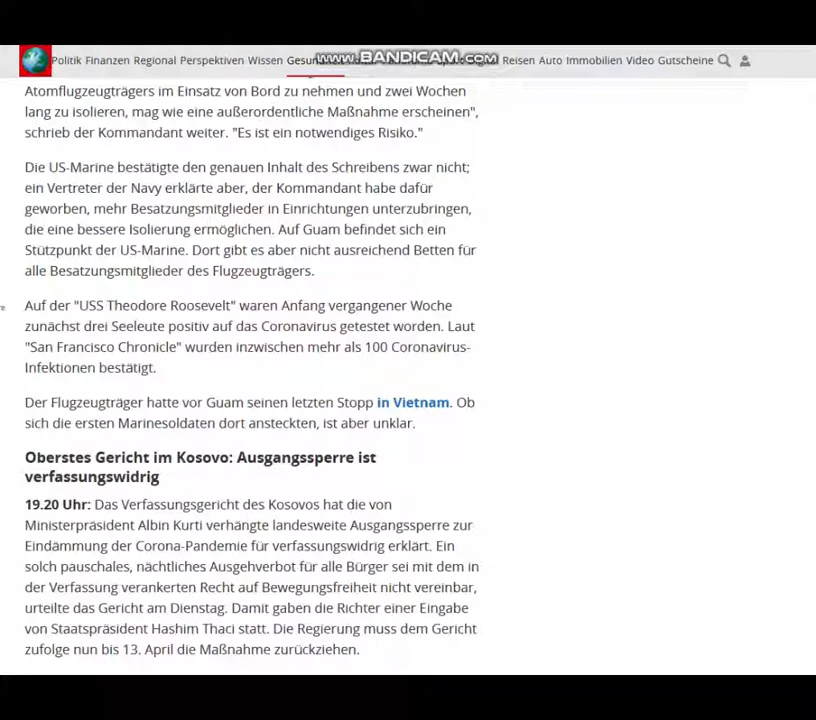 Politik Finanzen Regional Perspektiven Wissen Gesun www.BANDICAM.com Reisen Auto Immobilien Video Gutscheine
Atomflugzeugträgers im Einsatz von Bord zu nehmen und zwei Wochen
lang zu isolieren, mag wie eine außerordentliche Maßnahme erscheinen",
schrieb der Kommandant weiter. "Es ist ein notwendiges Risiko."
Die US-Marine bestätigte den genauen Inhalt des Schreibens zwar nicht;
ein Vertreter der Navy erklärte aber, der Kommandant habe dafür
geworben, mehr Besatzungsmitglieder in Einrichtungen unterzubringen,
die eine bessere Isolierung ermöglichen. Auf Guam befindet sich ein
Stützpunkt der US-Marine. Dort gibt es aber nicht ausreichend Betten für
alle Besatzungsmitglieder des Flugzeugträgers.
Auf der "USS Theodore Roosevelt" waren Anfang vergangener Woche
zunächst drei Seeleute positiv auf das Coronavirus getestet worden. Laut
"San Francisco Chronicle" wurden inzwischen mehr als 100 Coronavirus-
Infektionen bestätigt.
Der Flugzeugträger hatte vor Guam seinen letzten Stopp in Vietnam. Ob
sich die ersten Marinesoldaten dort ansteckten, ist aber unklar.
Oberstes Gericht im Kosovo: Ausgangssperre ist
verfassungswidrig
19.20 Uhr: Das Verfassungsgericht des Kosovos hat die von
Ministerpräsident Albin Kurti verhängte landesweite Ausgangssperre zur
Eindämmung der Corona-Pandemie für verfassungswidrig erklärt. Ein
solch pauschales, nächtliches Ausgehverbot für alle Bürger sei mit dem in
der Verfassung verankerten Recht auf Bewegungsfreiheit nicht vereinbar,
urteilte das Gericht am Dienstag. Damit gaben die Richter einer Eingabe
von Staatspräsident Hashim Thaci statt. Die Regierung muss dem Gericht
zufolge nun bis 13. April die Maßnahme zurückziehen.